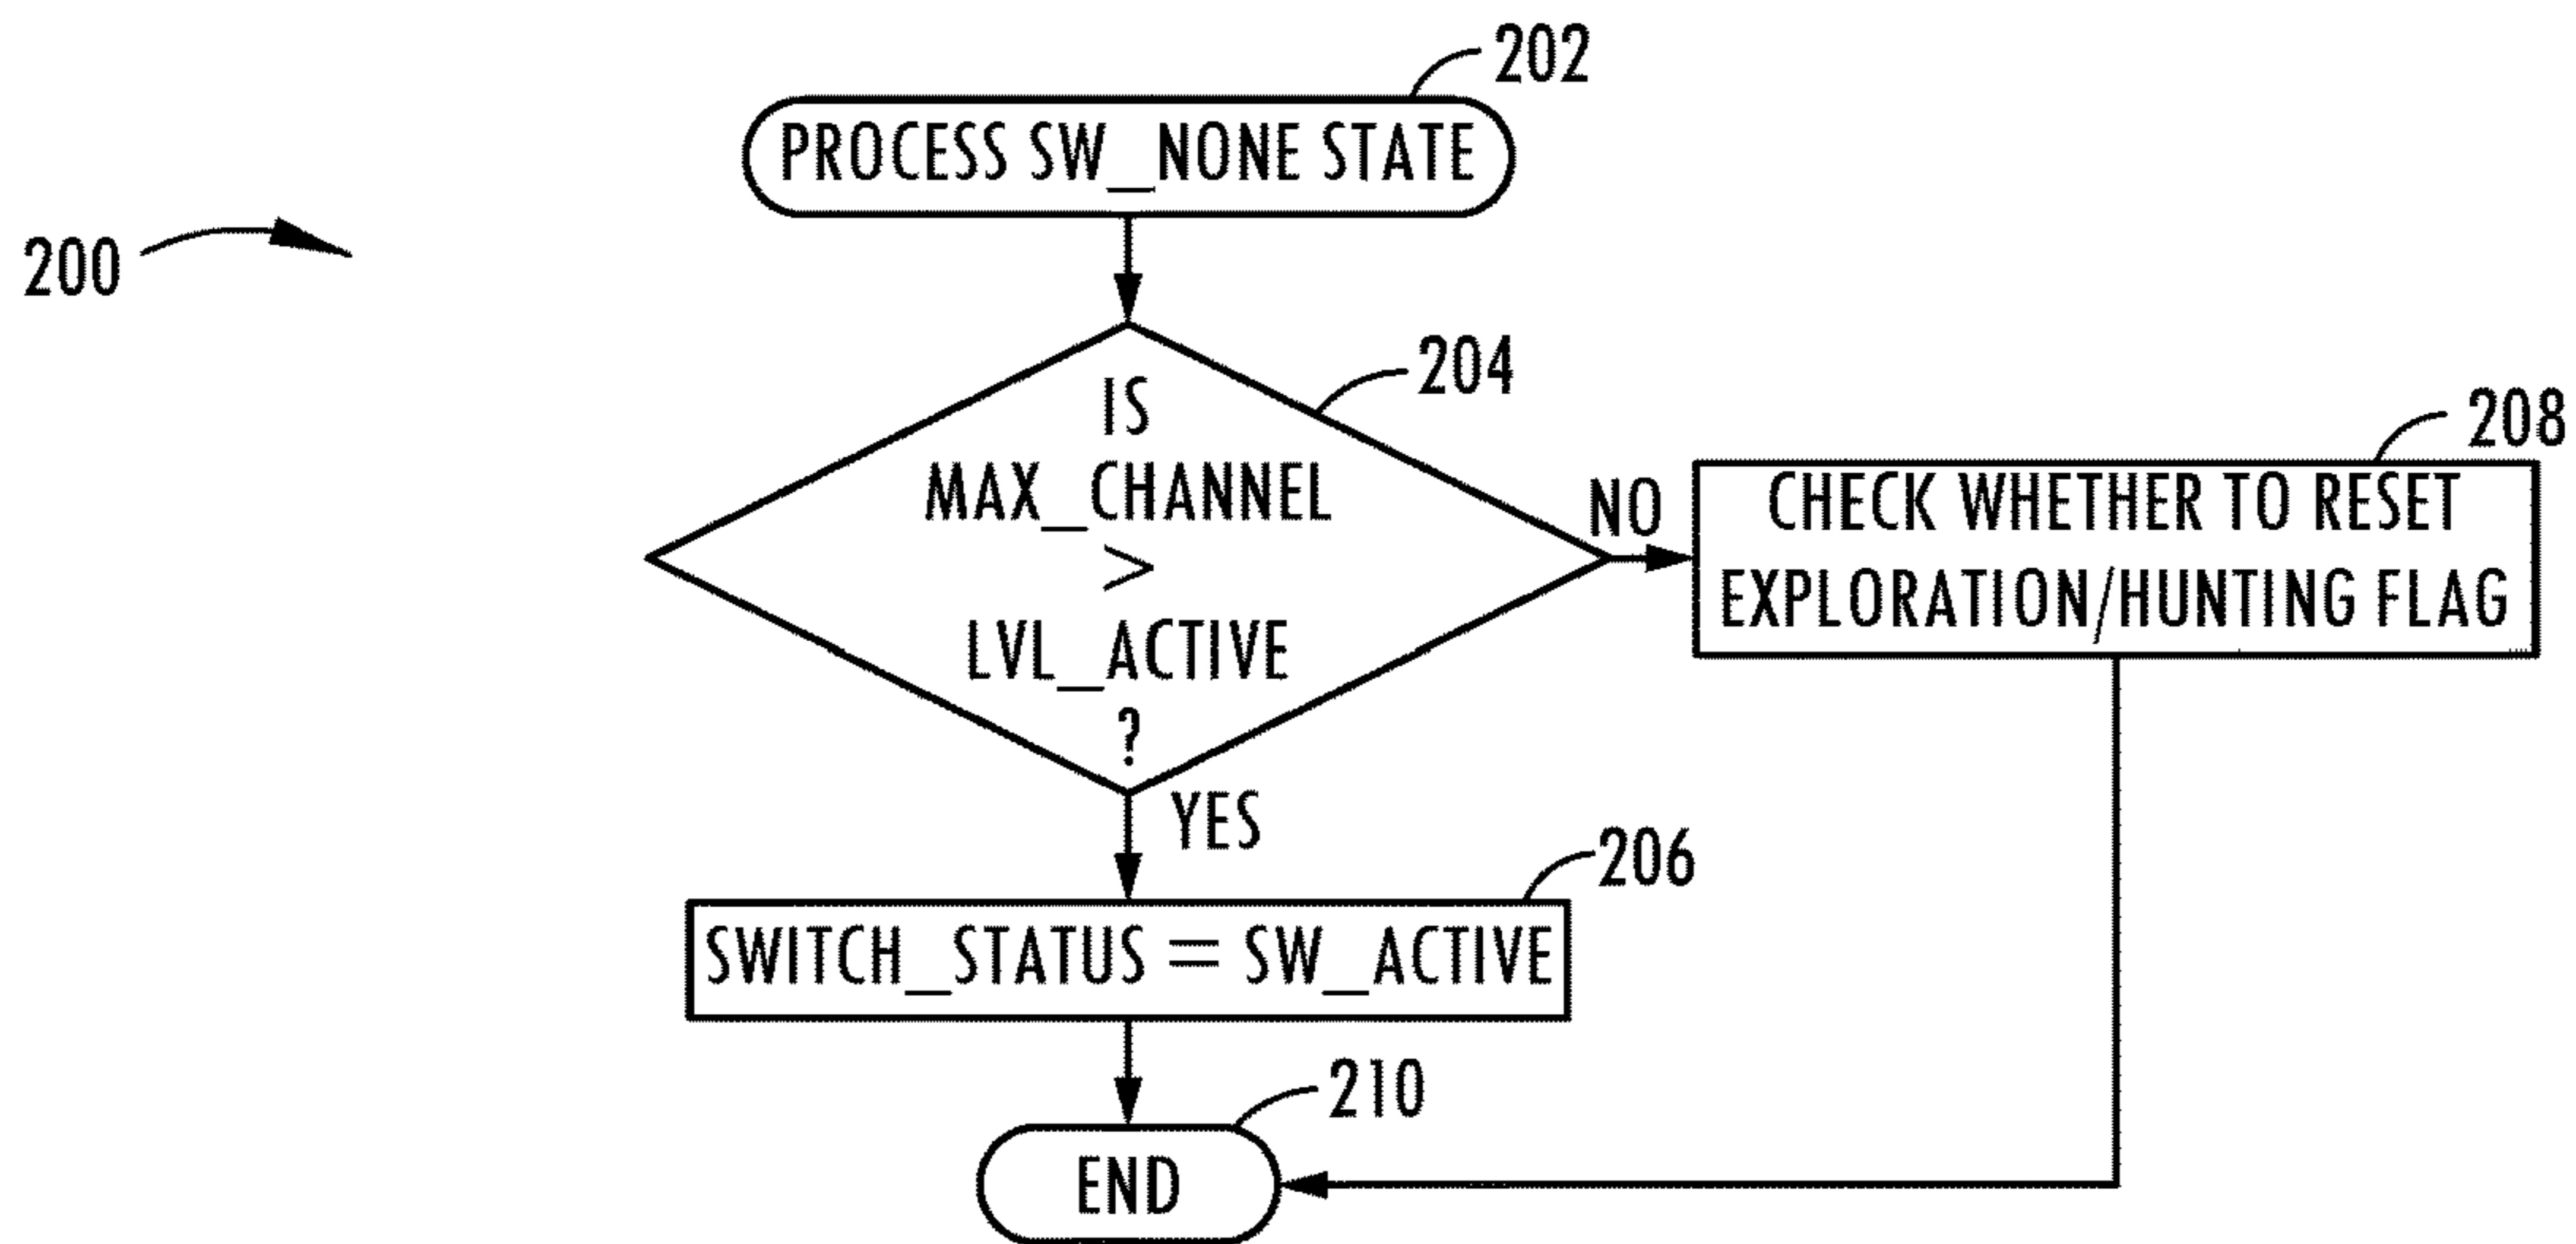 202
PROCESS SW_NONE STATE
200
204
IS
MAX_CHANNEL
>
LVL_ACTIVE
?
NO
208
CHECK WHETHER TO RESET
EXPLORATION/HUNTING FLAG
YES
206
SWITCH_STATUS = SW_ACTIVE
210
END